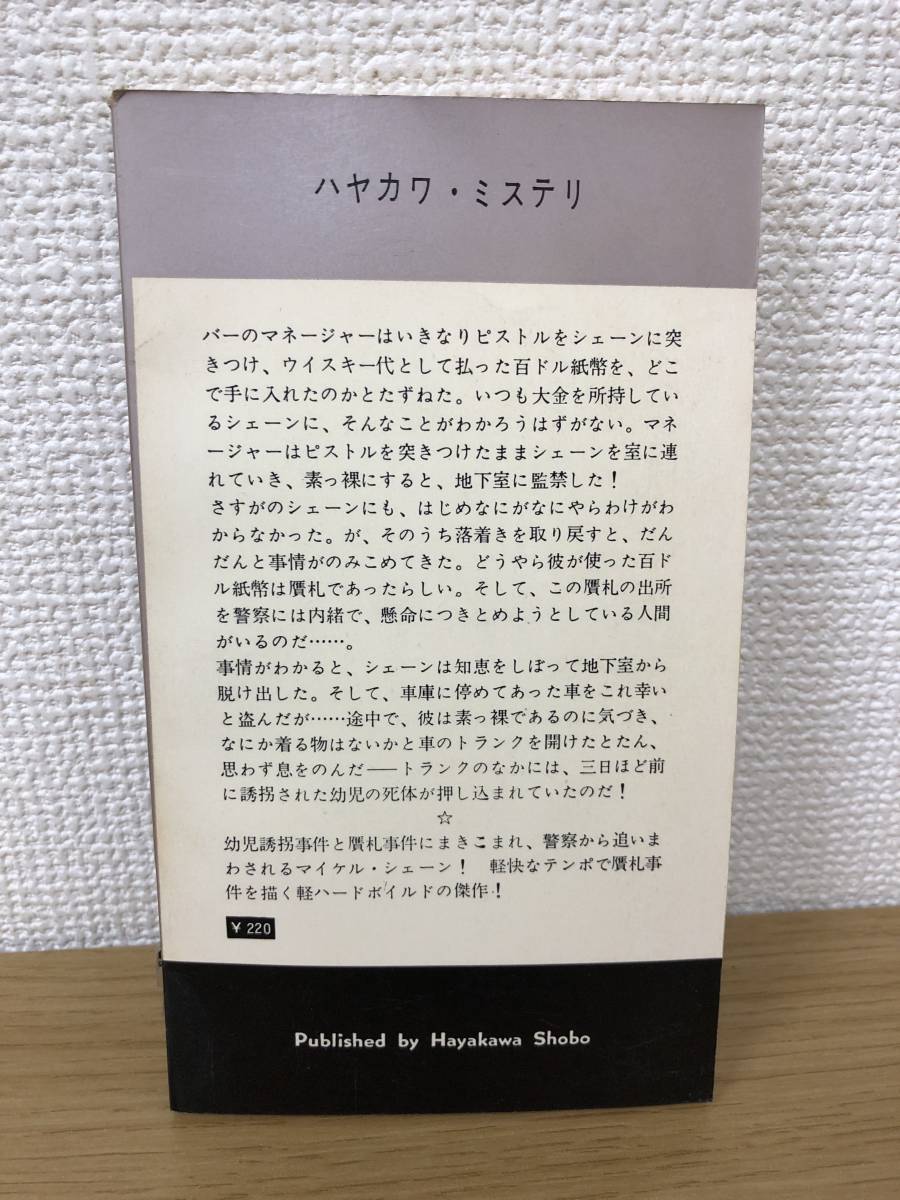 ハヤカワ・ミステリ
バーのマネージャーはいきなりピストルをシェーンに突
きつけ、ウイスキー代として払った百ドル紙幣を、どこ
で手に入れたのかとたずねた。いつも大金を所持してい
るシェーンに、そんなことがわかろうはずがない。マネ
ージャーはピストルを突きつけたままシェーンを室に連
れていき、素っ裸にすると、地下室に監禁した！
さすがのシェーンにも、はじめなにがなにやらわけがわ
からなかった。が、そのうち落着きを取り戻すと、だん
だんと事情がのみこめてきた。どうやら彼が使った百ド
ル紙幣は贋札であったらしい。そして、この贋札の出所
を警察には内緒で、懸命につきとめようとしている人間
がいるのだ……。
事情がわかると、シェーンは知恵をしぼって地下室から
脱け出した。そして、車庫に停めてあった車をこれ幸い
と盗んだが……途中で、彼は素っ裸であるのに気づき、
なにか着る物はないかと車のトランクを開けたとたん、
思わず息をのんだ――トランクのなかには、三日ほど前
に誘拐された幼児の死体が押し込まれていたのだ！
☆
幼児誘拐事件と贋札事件にまきこまれ、警察から追いま
わされるマイケル・シェーン！　軽快なテンポで贋札事
件を描く軽ハードボイルドの傑作！
¥ 220
Published by Hayakawa Shobo